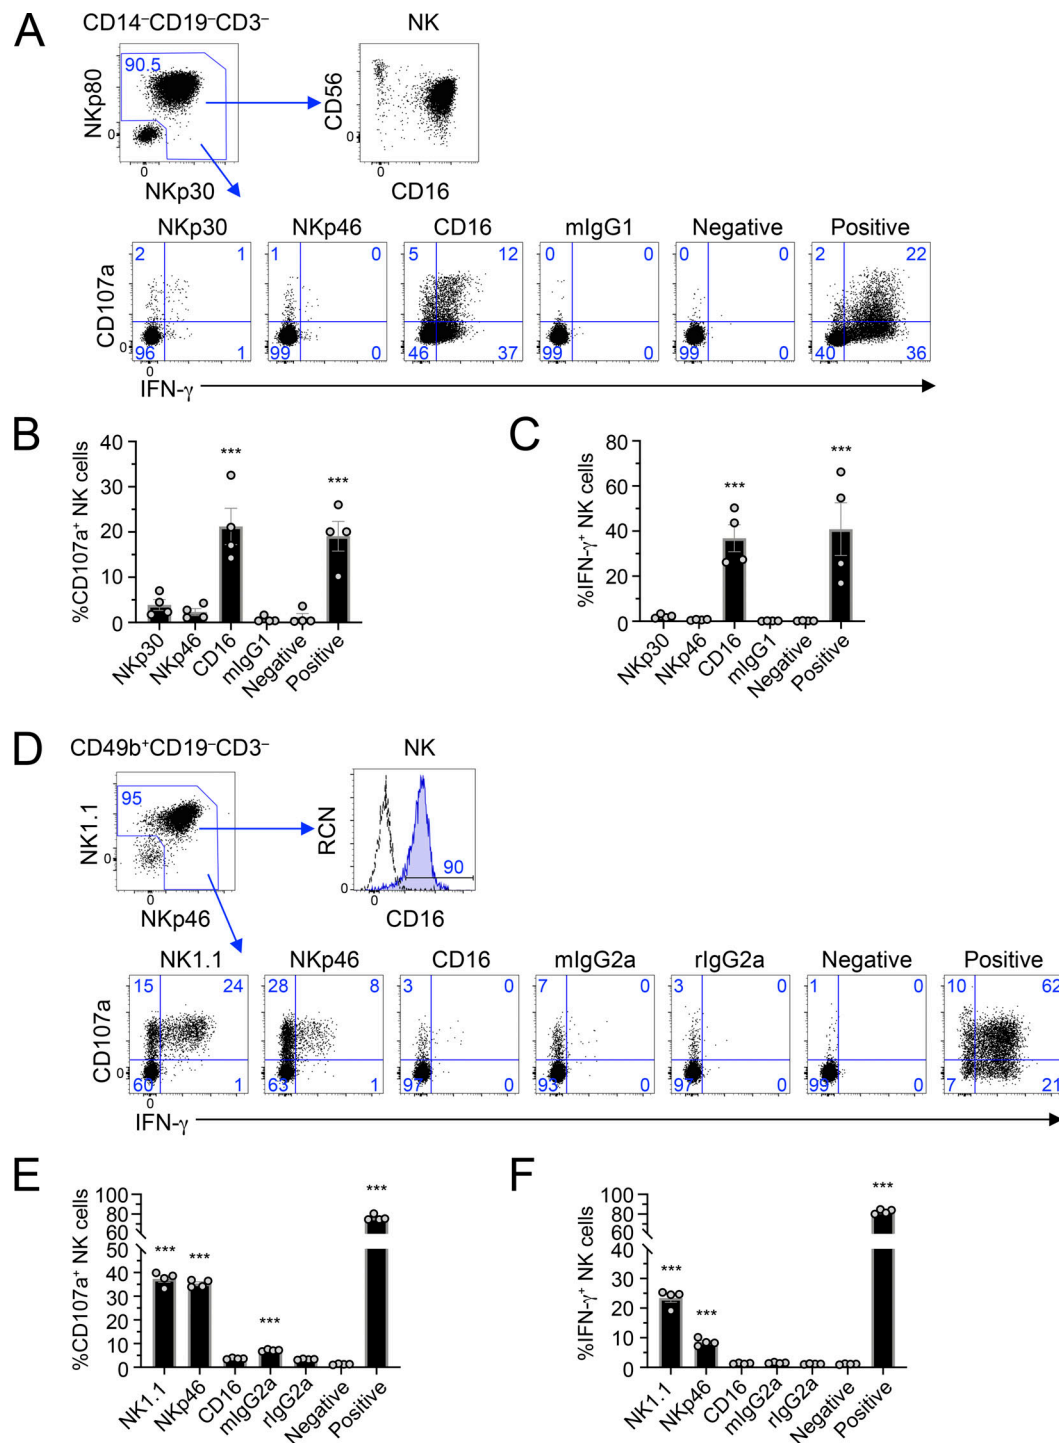 A
CD14⁻CD19⁻CD3⁻
NK
90.5
NKp80
0
0
NKp30
CD56
0
CD16
NKp30 NKp46 CD16 mIgG1 Negative Positive
2 1 1 0 5 12 0 0 0 0 2 22
CD107a
0
96 1 99 0 46 37 99 0 99 0 40 36
0
IFN-γ
B
%CD107a⁺ NK cells
40
30
20
10
0
*** ***
NKp30 NKp46 CD16 mIgG1 Negative Positive
C
%IFN-γ⁺ NK cells
80
60
40
20
0
*** ***
NKp30 NKp46 CD16 mIgG1 Negative Positive
D
CD49b⁺CD19⁻CD3⁻
NK
95
NK1.1
0
0
NKp46
RCN
90
0
0
CD16
NK1.1 NKp46 CD16 mIgG2a rIgG2a Negative Positive
15 24 28 8 3 0 7 0 3 0 1 0 10 62
CD107a
0
60 1 63 1 97 0 93 0 97 0 99 0 7 21
0
IFN-γ
E
%CD107a⁺ NK cells
100
80
60
50
40
30
20
10
0
*** *** *** ***
NK1.1 NKp46 CD16 mIgG2a rIgG2a Negative Positive
F
%IFN-γ⁺ NK cells
100
80
60
40
30
20
10
0
*** *** ***
NK1.1 NKp46 CD16 mIgG2a rIgG2a Negative Positive